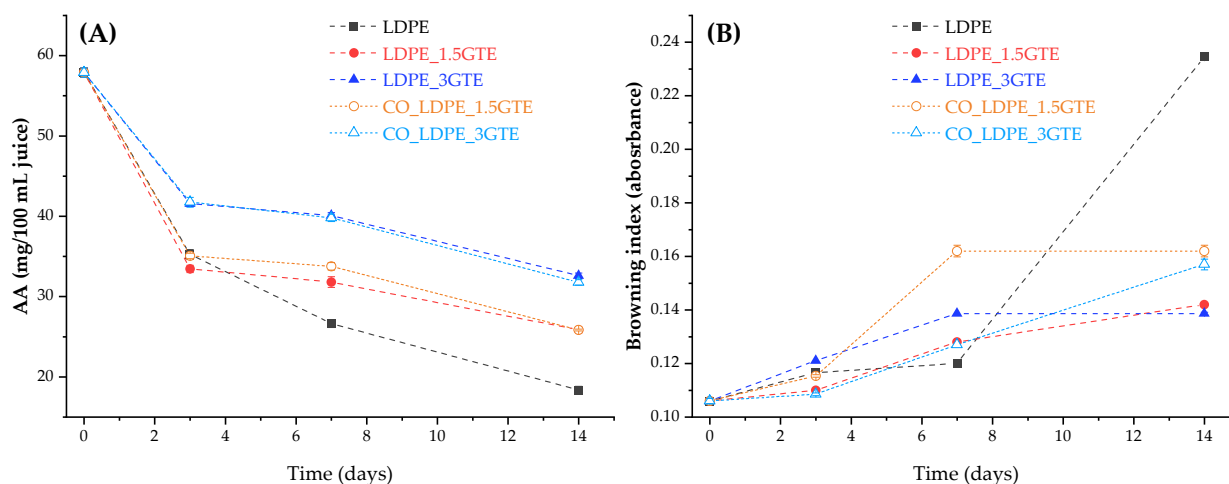 (A)
LDPE
LDPE_1.5GTE
LDPE_3GTE
CO_LDPE_1.5GTE
CO_LDPE_3GTE
AA (mg/100 mL juice)
60
50
40
30
20
0 2 4 6 8 10 12 14
Time (days)
(B)
LDPE
LDPE_1.5GTE
LDPE_3GTE
CO_LDPE_1.5GTE
CO_LDPE_3GTE
Browning index (abosrbance)
0.24
0.22
0.20
0.18
0.16
0.14
0.12
0.10
0 2 4 6 8 10 12 14
Time (days)